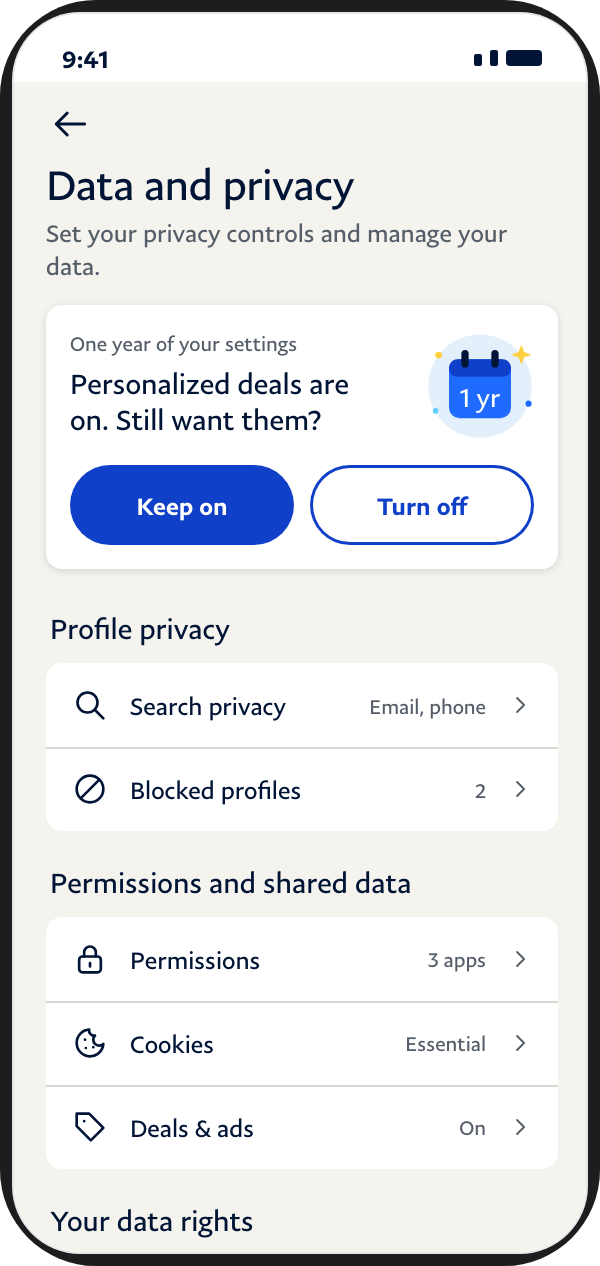 9:41
Data and privacy
Set your privacy controls and manage your
data.
One year of your settings
Personalized deals are
on. Still want them?
1 yr
Keep on
Turn off
Profile privacy
Search privacy
Email, phone
Blocked profiles
2
Permissions and shared data
Permissions
3 apps
Cookies
Essential
Deals & ads
On
Your data rights